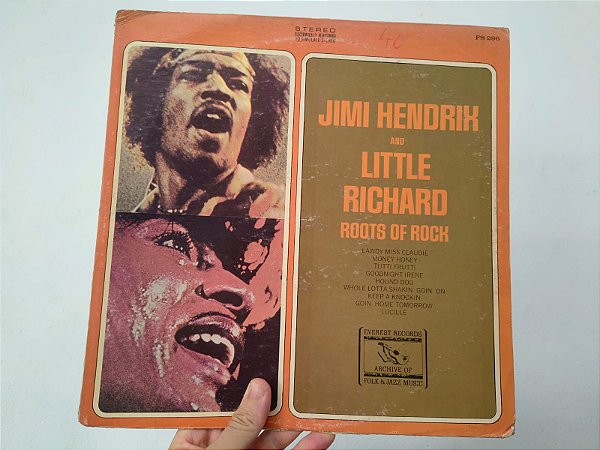 STEREO
FS 296
JIMI HENDRIX
AND
LITTLE
RICHARD
ROOTS OF ROCK
LAWDY MISS CLAUDIE
MONEY HONEY
TUTTI FRUTTI
GOODNIGHT IRENE
HOUND DOG
WHOLE LOTTA SHAKIN' GOIN' ON
KEEP A KNOCKIN'
GOIN' HOME TOMORROW
LUCILLE
EVEREST RECORDS
ARCHIVE OF
FOLK & JAZZ MUSIC